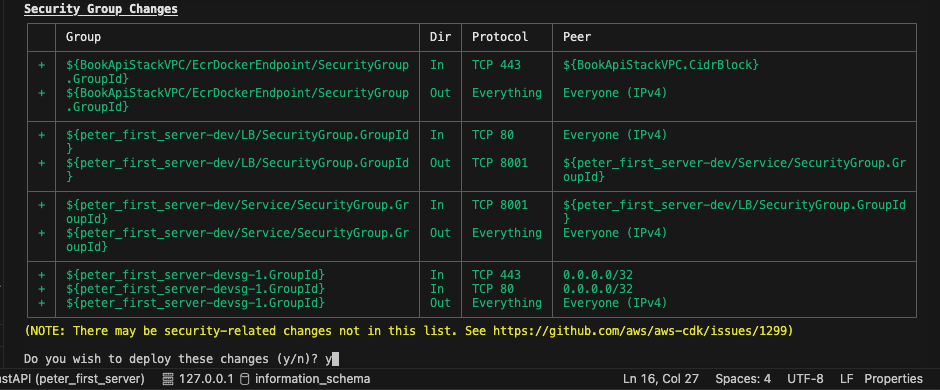 Security Group Changes
Group Dir Protocol Peer
+ ${BookApiStackVPC/EcrDockerEndpoint/SecurityGroup In TCP 443 ${BookApiStackVPC.CidrBlock}
.GroupId}
+ ${BookApiStackVPC/EcrDockerEndpoint/SecurityGroup Out Everything Everyone (IPv4)
.GroupId}
+ ${peter_first_server-dev/LB/SecurityGroup.GroupId In TCP 80 Everyone (IPv4)
}
+ ${peter_first_server-dev/LB/SecurityGroup.GroupId Out TCP 8001 ${peter_first_server-dev/Service/SecurityGroup.Gr
} oupId}
+ ${peter_first_server-dev/Service/SecurityGroup.Gr In TCP 8001 ${peter_first_server-dev/LB/SecurityGroup.GroupId
oupId} }
+ ${peter_first_server-dev/Service/SecurityGroup.Gr Out Everything Everyone (IPv4)
oupId}
+ ${peter_first_server-devsg-1.GroupId} In TCP 443 0.0.0.0/32
+ ${peter_first_server-devsg-1.GroupId} In TCP 80 0.0.0.0/32
+ ${peter_first_server-devsg-1.GroupId} Out Everything Everyone (IPv4)
(NOTE: There may be security-related changes not in this list. See https://github.com/aws/aws-cdk/issues/1299)
Do you wish to deploy these changes (y/n)? y
astAPI (peter_first_server) 127.0.0.1 information_schema Ln 16, Col 27 Spaces: 4 UTF-8 LF Properties